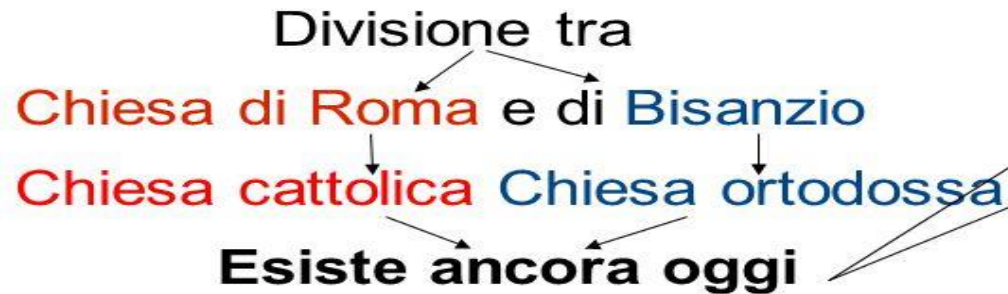 Divisione tra
Chiesa di Roma e di Bisanzio
Chiesa cattolica Chiesa ortodossa
Esiste ancora oggi